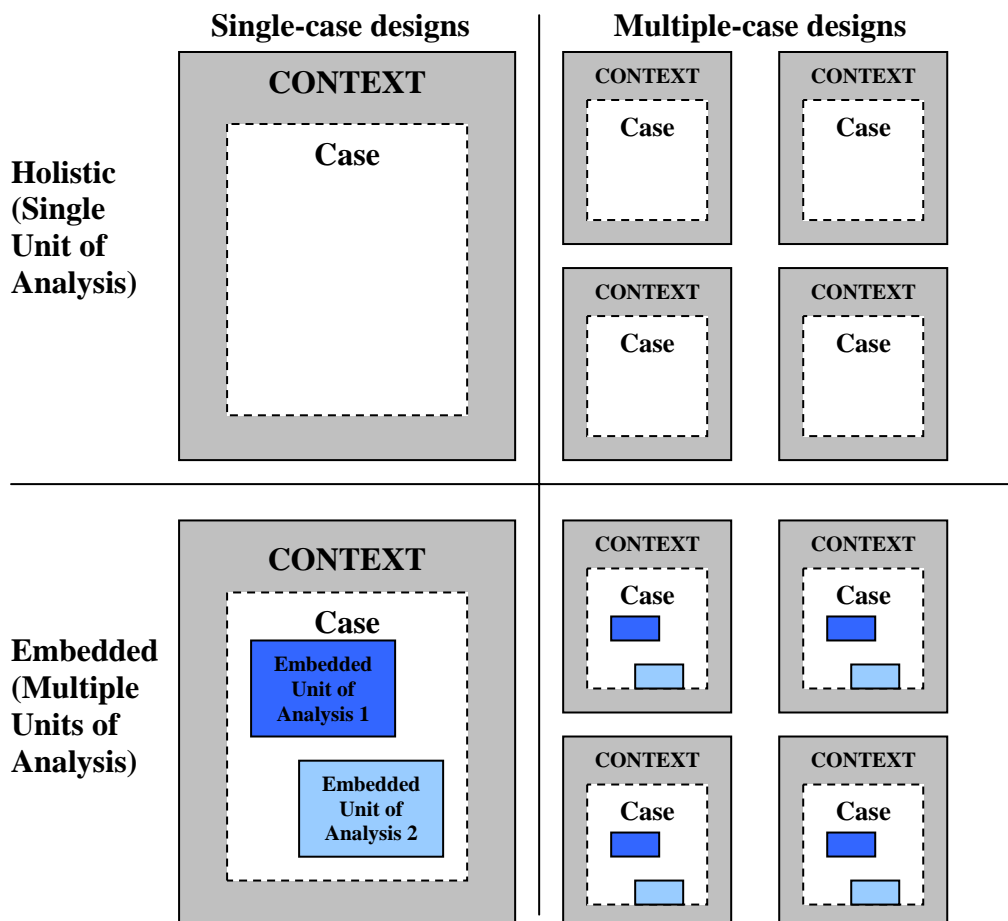 Single-case designs
Multiple-case designs
Holistic
(Single
Unit of
Analysis)
CONTEXT
Case
CONTEXT
Case
CONTEXT
Case
CONTEXT
Case
CONTEXT
Case
Embedded
(Multiple
Units of
Analysis)
CONTEXT
Case
Embedded
Unit of
Analysis 1
Embedded
Unit of
Analysis 2
CONTEXT
Case
CONTEXT
Case
CONTEXT
Case
CONTEXT
Case